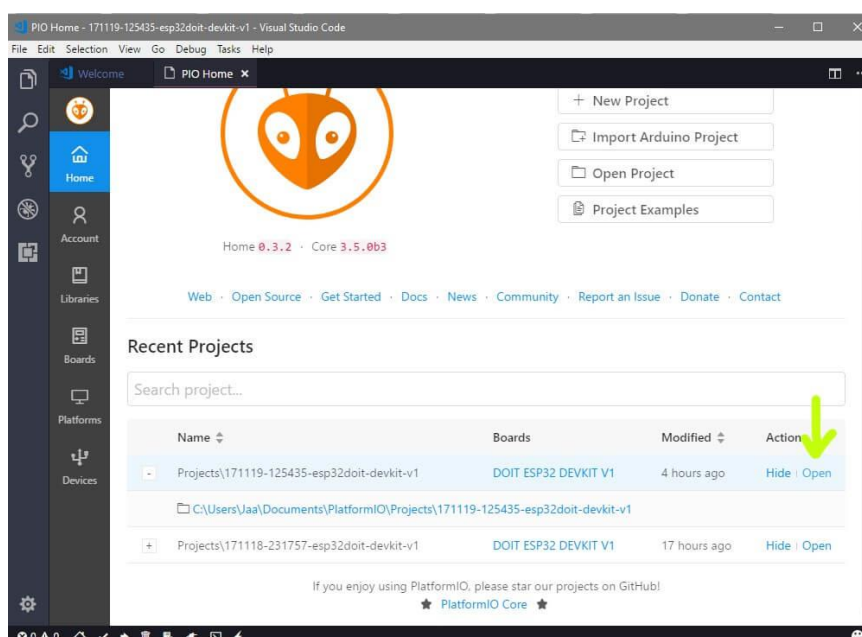 PIO Home - 171119-125435-esp32doit-devkit-v1 - Visual Studio Code
File Edit Selection View Go Debug Tasks Help
Welcome
PIO Home
New Project
Import Arduino Project
Open Project
Project Examples
Home
Account
Libraries
Boards
Platforms
Devices
Home 0.3.2 · Core 3.5.0b3
Web · Open Source · Get Started · Docs · News · Community · Report an Issue · Donate · Contact
Recent Projects
Search project...
Name Boards Modified Action
- Projects\171119-125435-esp32doit-devkit-v1 DOIT ESP32 DEVKIT V1 4 hours ago Hide | Open
C:\Users\Jaa\Documents\PlatformIO\Projects\171119-125435-esp32doit-devkit-v1
+ Projects\171118-231757-esp32doit-devkit-v1 DOIT ESP32 DEVKIT V1 17 hours ago Hide | Open
If you enjoy using PlatformIO, please star our projects on GitHub!
PlatformIO Core